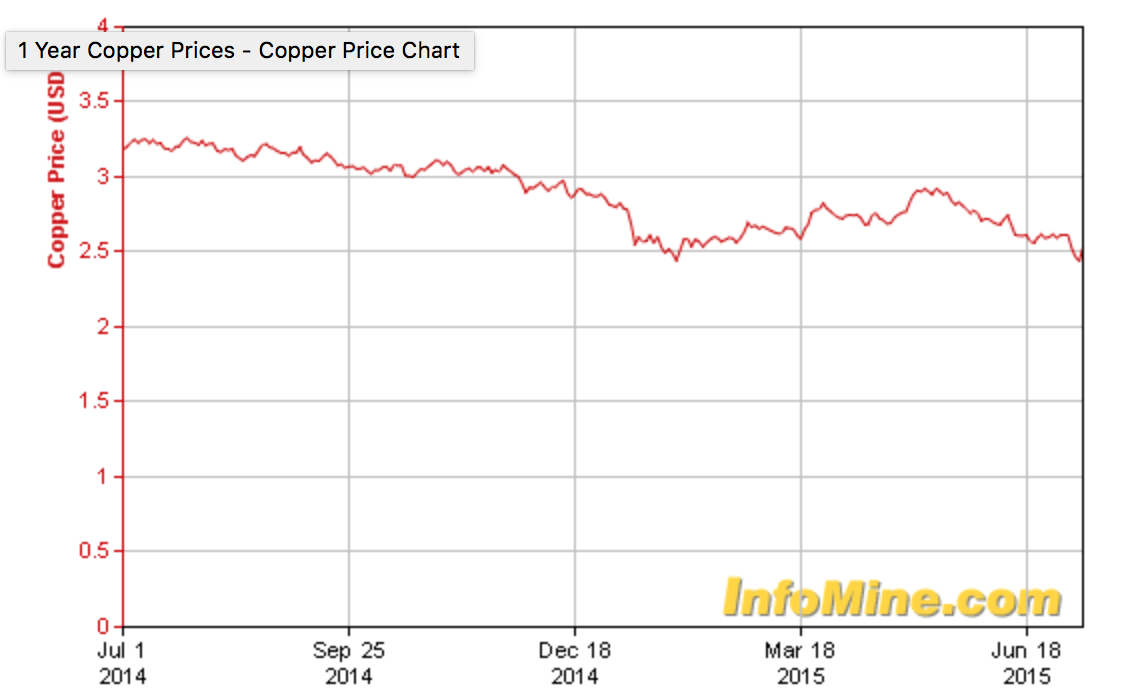 4
1 Year Copper Prices - Copper Price Chart
Copper Price (USD
3.5
3
2.5
2
1.5
1
0.5
0
InfoMine.com
Jul 1 Sep 25 Dec 18 Mar 18 Jun 18
2014 2014 2014 2015 2015